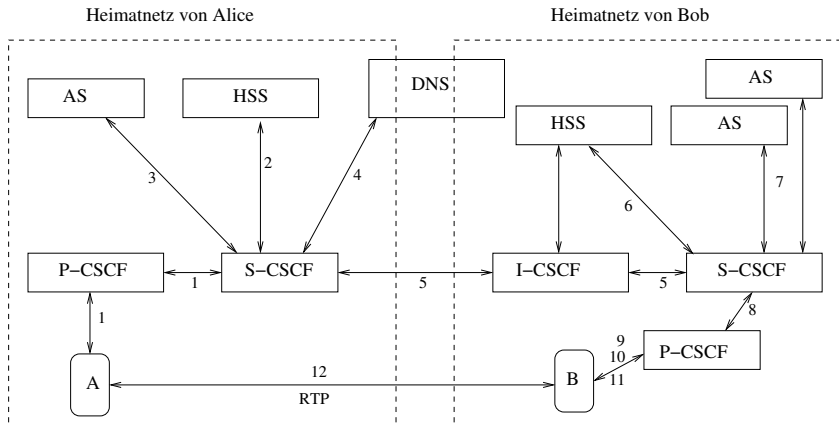 Heimatnetz von Alice
Heimatnetz von Bob
AS
HSS
DNS
AS
HSS
AS
3
2
4
6
7
P-CSCF
1
S-CSCF
5
I-CSCF
5
S-CSCF
1
8
9
10
11
P-CSCF
A
12
RTP
B